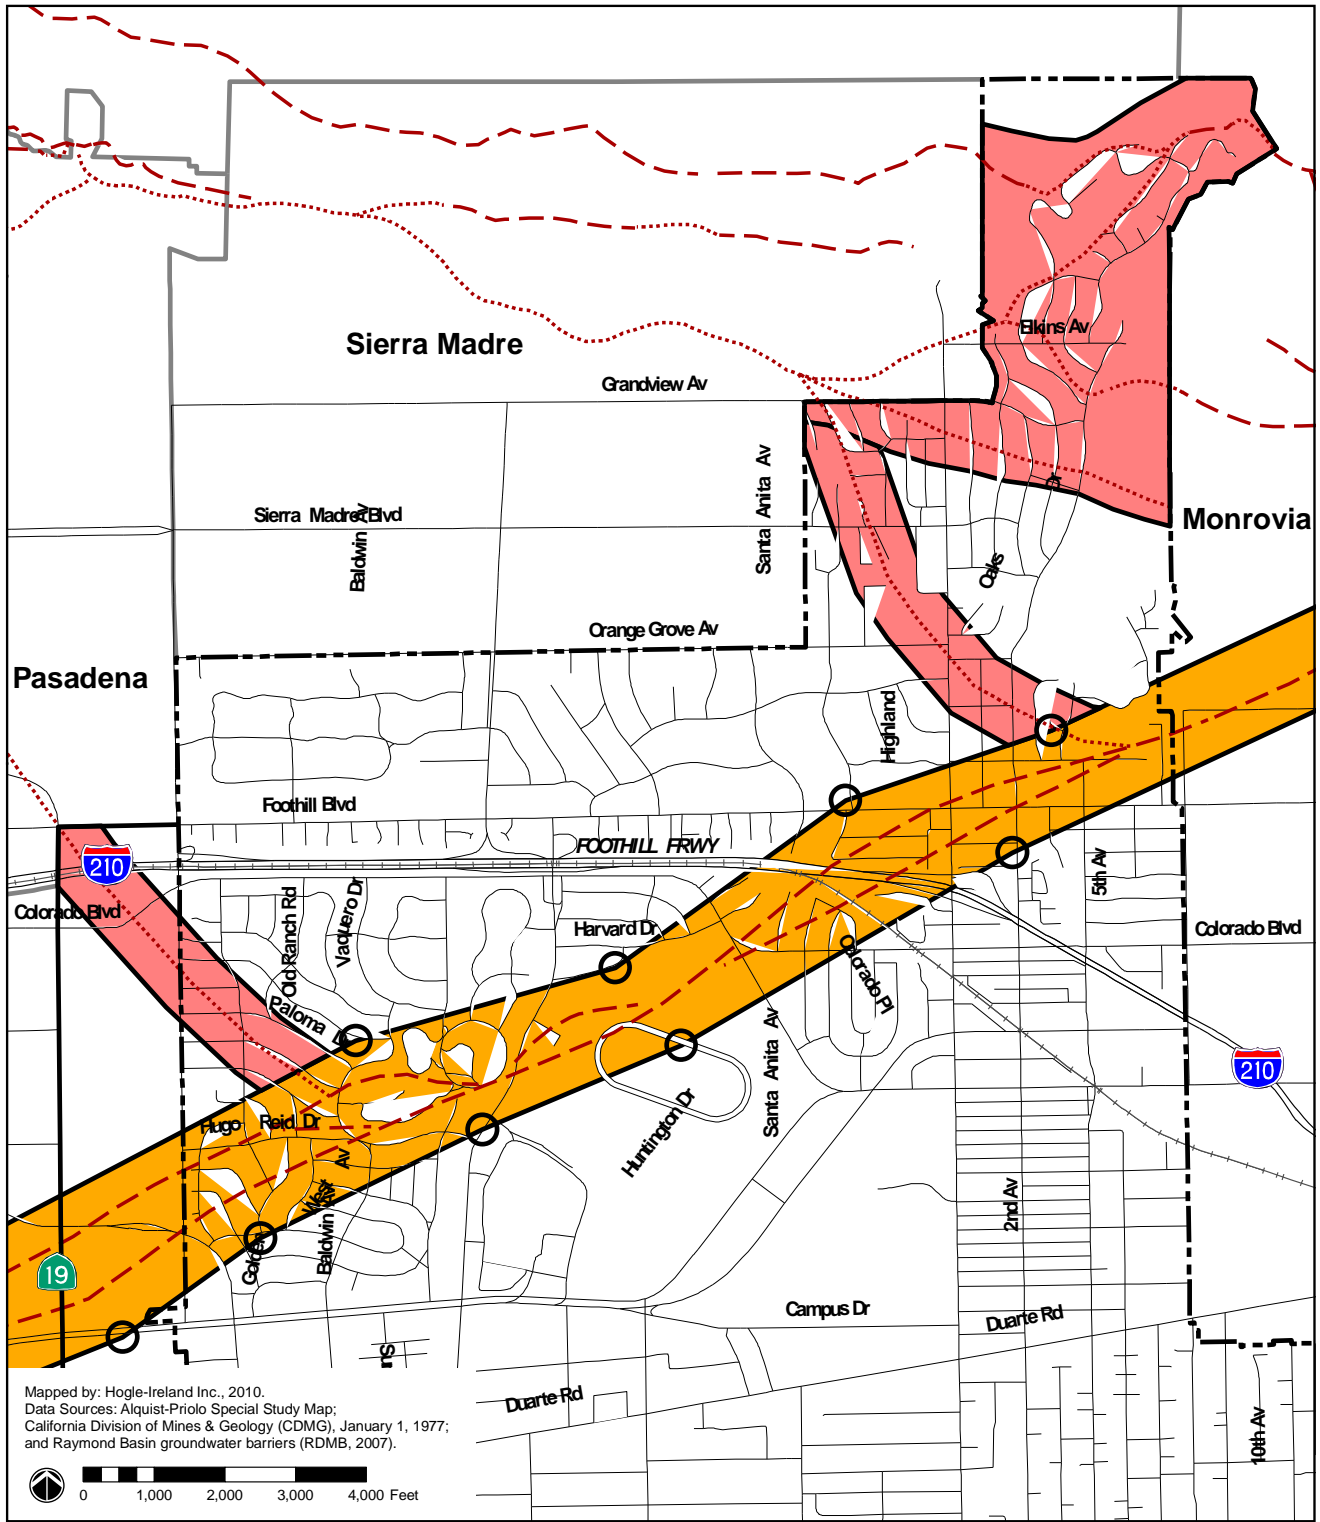 Sierra Madre
Elkins Av
Grandview Av
Santa Anita Av
Dr
Sierra Madre Blvd
Baldwin Av
Monrovia
Oaks
Orange Grove Av
Pasadena
Highland
Foothill Blvd
FOOTHILL FRWY
210
5th Av
Colorado Blvd
Old Ranch Rd
Vaquero Dr
Harvard Dr
Colorado Blvd
Colorado Pl
Paloma Dr
Santa Anita Av
210
Hugo Reid Dr
Huntington Dr
West Av
2nd Av
Baldwin Av
Golden
19
Campus Dr
Duarte Rd
Duarte Rd
10th Av
Mapped by: Hogle-Ireland Inc., 2010.
Data Sources: Alquist-Priolo Special Study Map;
California Division of Mines & Geology (CDMG), January 1, 1977;
and Raymond Basin groundwater barriers (RDMB, 2007).
0 1,000 2,000 3,000 4,000 Feet